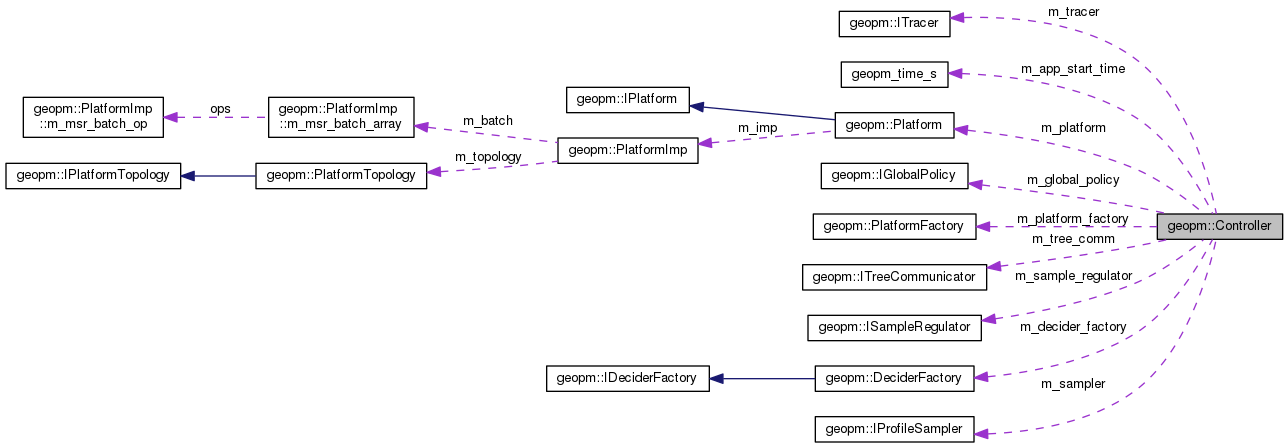 m_tracer
geopm::ITracer
m_app_start_time
geopm_time_s
geopm::IPlatform
geopm::PlatformImp
::m_msr_batch_op
ops
geopm::PlatformImp
::m_msr_batch_array
m_batch
m_imp
geopm::Platform
m_platform
geopm::PlatformImp
m_topology
geopm::IPlatformTopology
geopm::PlatformTopology
geopm::IGlobalPolicy
m_global_policy
geopm::PlatformFactory
m_platform_factory
geopm::Controller
m_tree_comm
geopm::ITreeCommunicator
m_sample_regulator
geopm::ISampleRegulator
m_decider_factory
geopm::IDeciderFactory
geopm::DeciderFactory
m_sampler
geopm::IProfileSampler